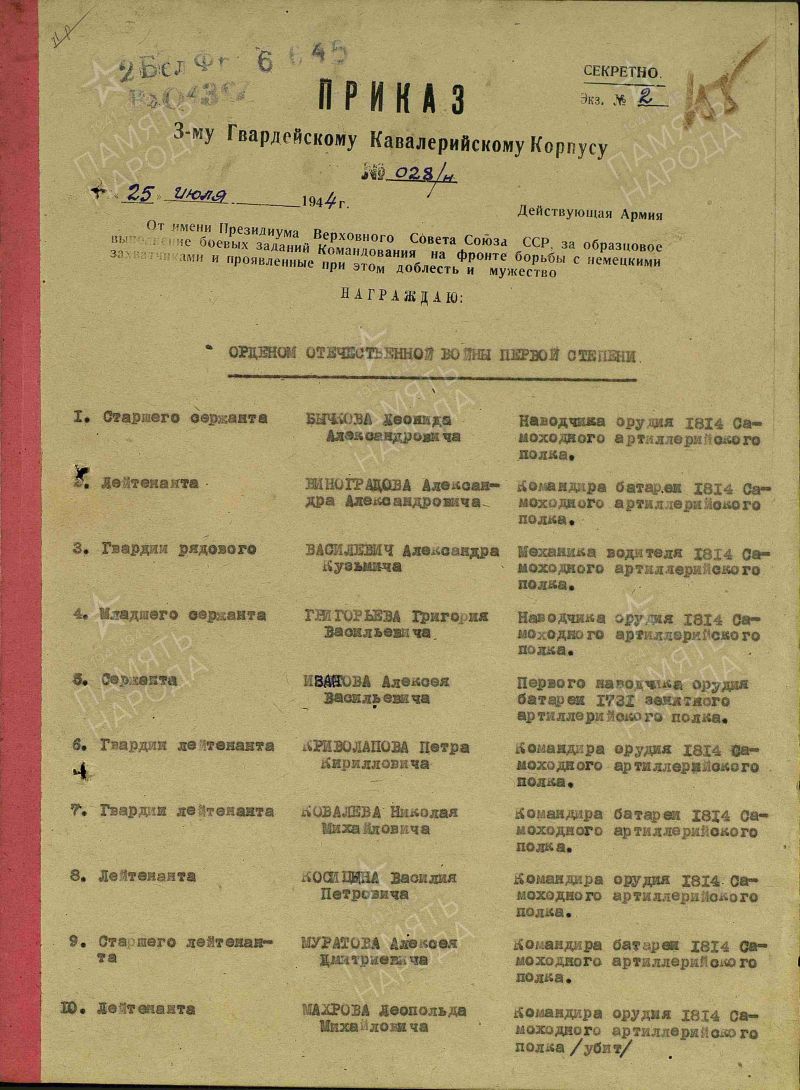 СЕКРЕТНО.
Экз. № 2
ПРИКАЗ
3-му Гвардейскому Кавалерийскому Корпусу
№ 028/н
"25" июля 1944 г.
Действующая Армия
От имени Президиума Верховного Совета Союза ССР, за образцовое
выполнение боевых заданий Командования на фронте борьбы с немецкими
захватчиками и проявленные при этом доблесть и мужество
НАГРАЖДАЮ:
ОРДЕНОМ ОТЕЧЕСТВЕННОЙ ВОЙНЫ ПЕРВОЙ СТЕПЕНИ.
1. Старшего сержанта БЫЧКОВА Леонида Наводчика орудия 1814 Са-
Александровича моходного артиллерийского
полка.
2. Лейтенанта ВИНОГРАДОВА Алексан- Командира батареи 1814 Са-
дра Александровича моходного артиллерийского
полка.
3. Гвардии рядового ВАСИЛЕВИЧ Александра Механика водителя 1814 Са-
Кузьмича моходного артиллерийского
полка.
4. Младшего сержанта ГРИГОРЬЕВА Григория Наводчика орудия 1814 Са-
Васильевича моходного артиллерийского
полка.
5. Сержанта ИВАНОВА Алексея Первого наводчика орудия
Васильевича батареи 1731 зенитного
артиллерийского полка.
6. Гвардии лейтенанта КРИВОЛАПОВА Петра Командира орудия 1814 Са-
Кирилловича моходного артиллерийского
полка.
7. Гвардии лейтенанта КОВАЛЕВА Николая Командира батареи 1814 Са-
Михайловича моходного артиллерийского
полка.
8. Лейтенанта КОСИЦЫНА Василия Командира орудия 1814 Са-
Петровича моходного артиллерийского
полка.
9. Старшего лейтенан- МУРАТОВА Алексея Командира батареи 1814 Са-
та Дмитриевича моходного артиллерийского
полка.
10. Лейтенанта МАХРОВА Леопольда Командира орудия 1814 Са-
Михайловича моходного артиллерийского
полка /убит/
ПАМЯТЬ НАРОДА